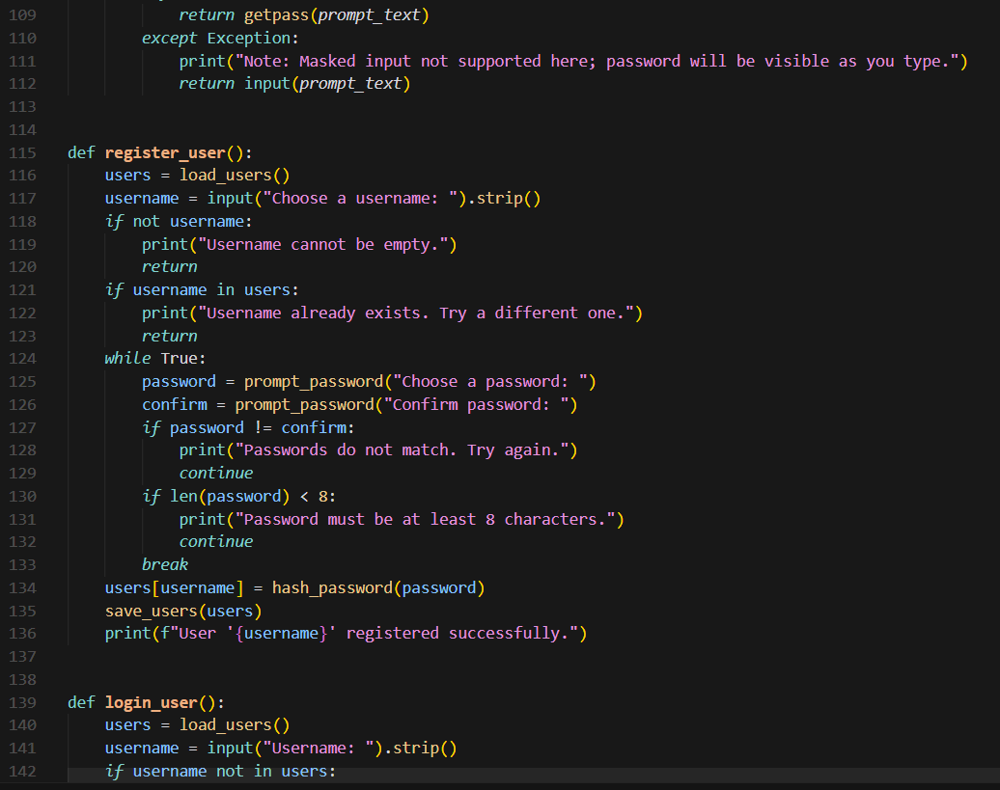 109 return getpass(prompt_text)
110 except Exception:
111 print("Note: Masked input not supported here; password will be visible as you type.")
112 return input(prompt_text)
113
114
115 def register_user():
116 users = load_users()
117 username = input("Choose a username: ").strip()
118 if not username:
119 print("Username cannot be empty.")
120 return
121 if username in users:
122 print("Username already exists. Try a different one.")
123 return
124 while True:
125 password = prompt_password("Choose a password: ")
126 confirm = prompt_password("Confirm password: ")
127 if password != confirm:
128 print("Passwords do not match. Try again.")
129 continue
130 if len(password) < 8:
131 print("Password must be at least 8 characters.")
132 continue
133 break
134 users[username] = hash_password(password)
135 save_users(users)
136 print(f"User '{username}' registered successfully.")
137
138
139 def login_user():
140 users = load_users()
141 username = input("Username: ").strip()
142 if username not in users: